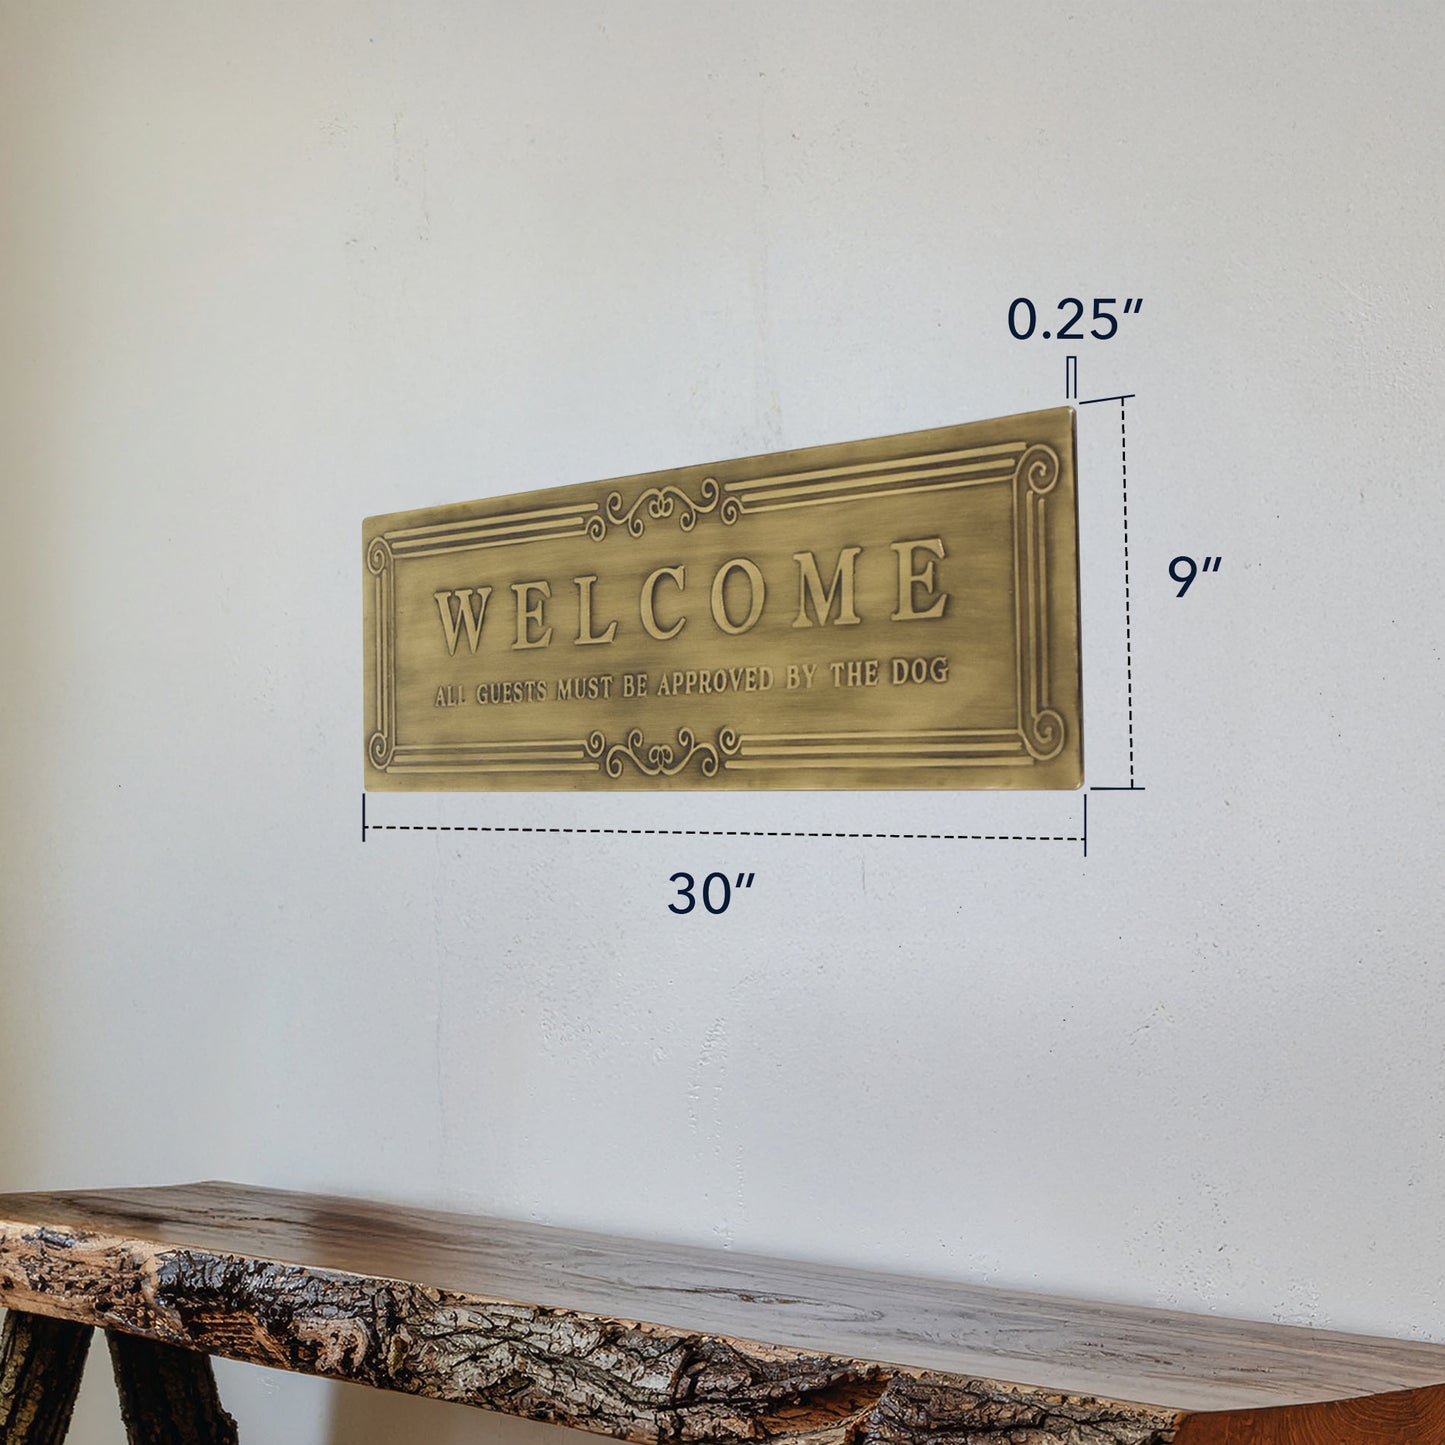 0.25"
WELCOME
ALL GUESTS MUST BE APPROVED BY THE DOG
9"
30"